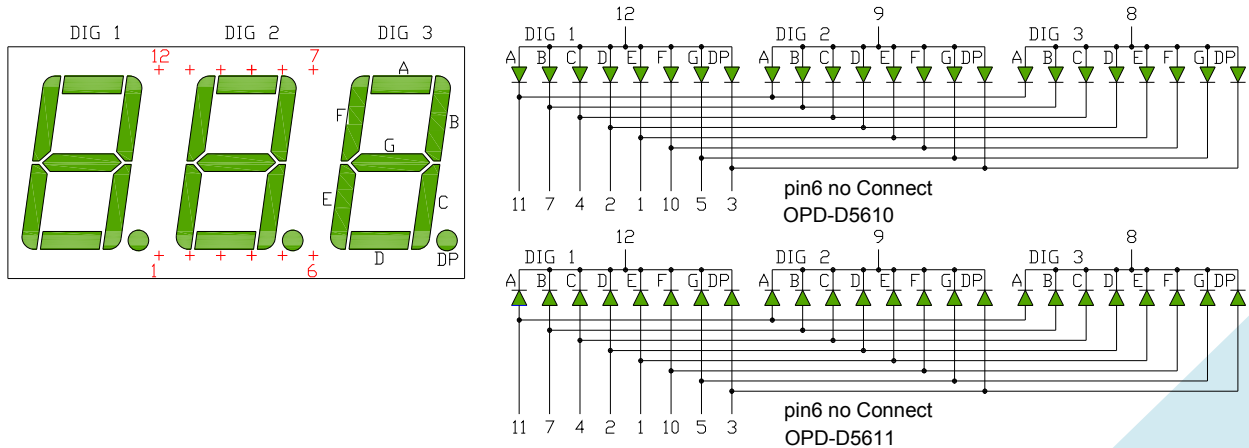 DIG 1 DIG 2 DIG 3
12 7
A
F B
G
E C
D DP
1 6
12 9 8
DIG 1 DIG 2 DIG 3
A B C D E F G DP A B C D E F G DP A B C D E F G DP
pin6 no Connect
11 7 4 2 1 10 5 3
OPD-D5610
12 9 8
DIG 1 DIG 2 DIG 3
A B C D E F G DP A B C D E F G DP A B C D E F G DP
pin6 no Connect
11 7 4 2 1 10 5 3
OPD-D5611